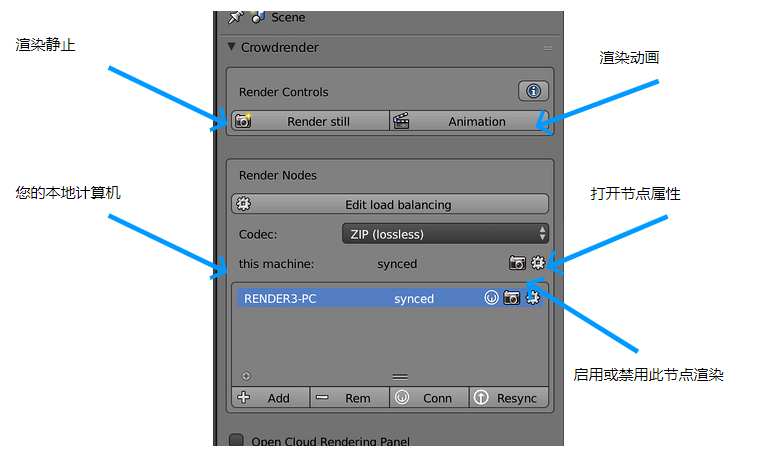 Scene
渲染静止
Crowdrender
渲染动画
Render Controls
Render still
Animation
Render Nodes
您的本地计算机
打开节点属性
Edit load balancing
Codec:
ZIP (lossless)
this machine:
synced
RENDER3-PC
synced
启用或禁用此节点渲染
Add
Rem
Conn
Resync
Open Cloud Rendering Panel